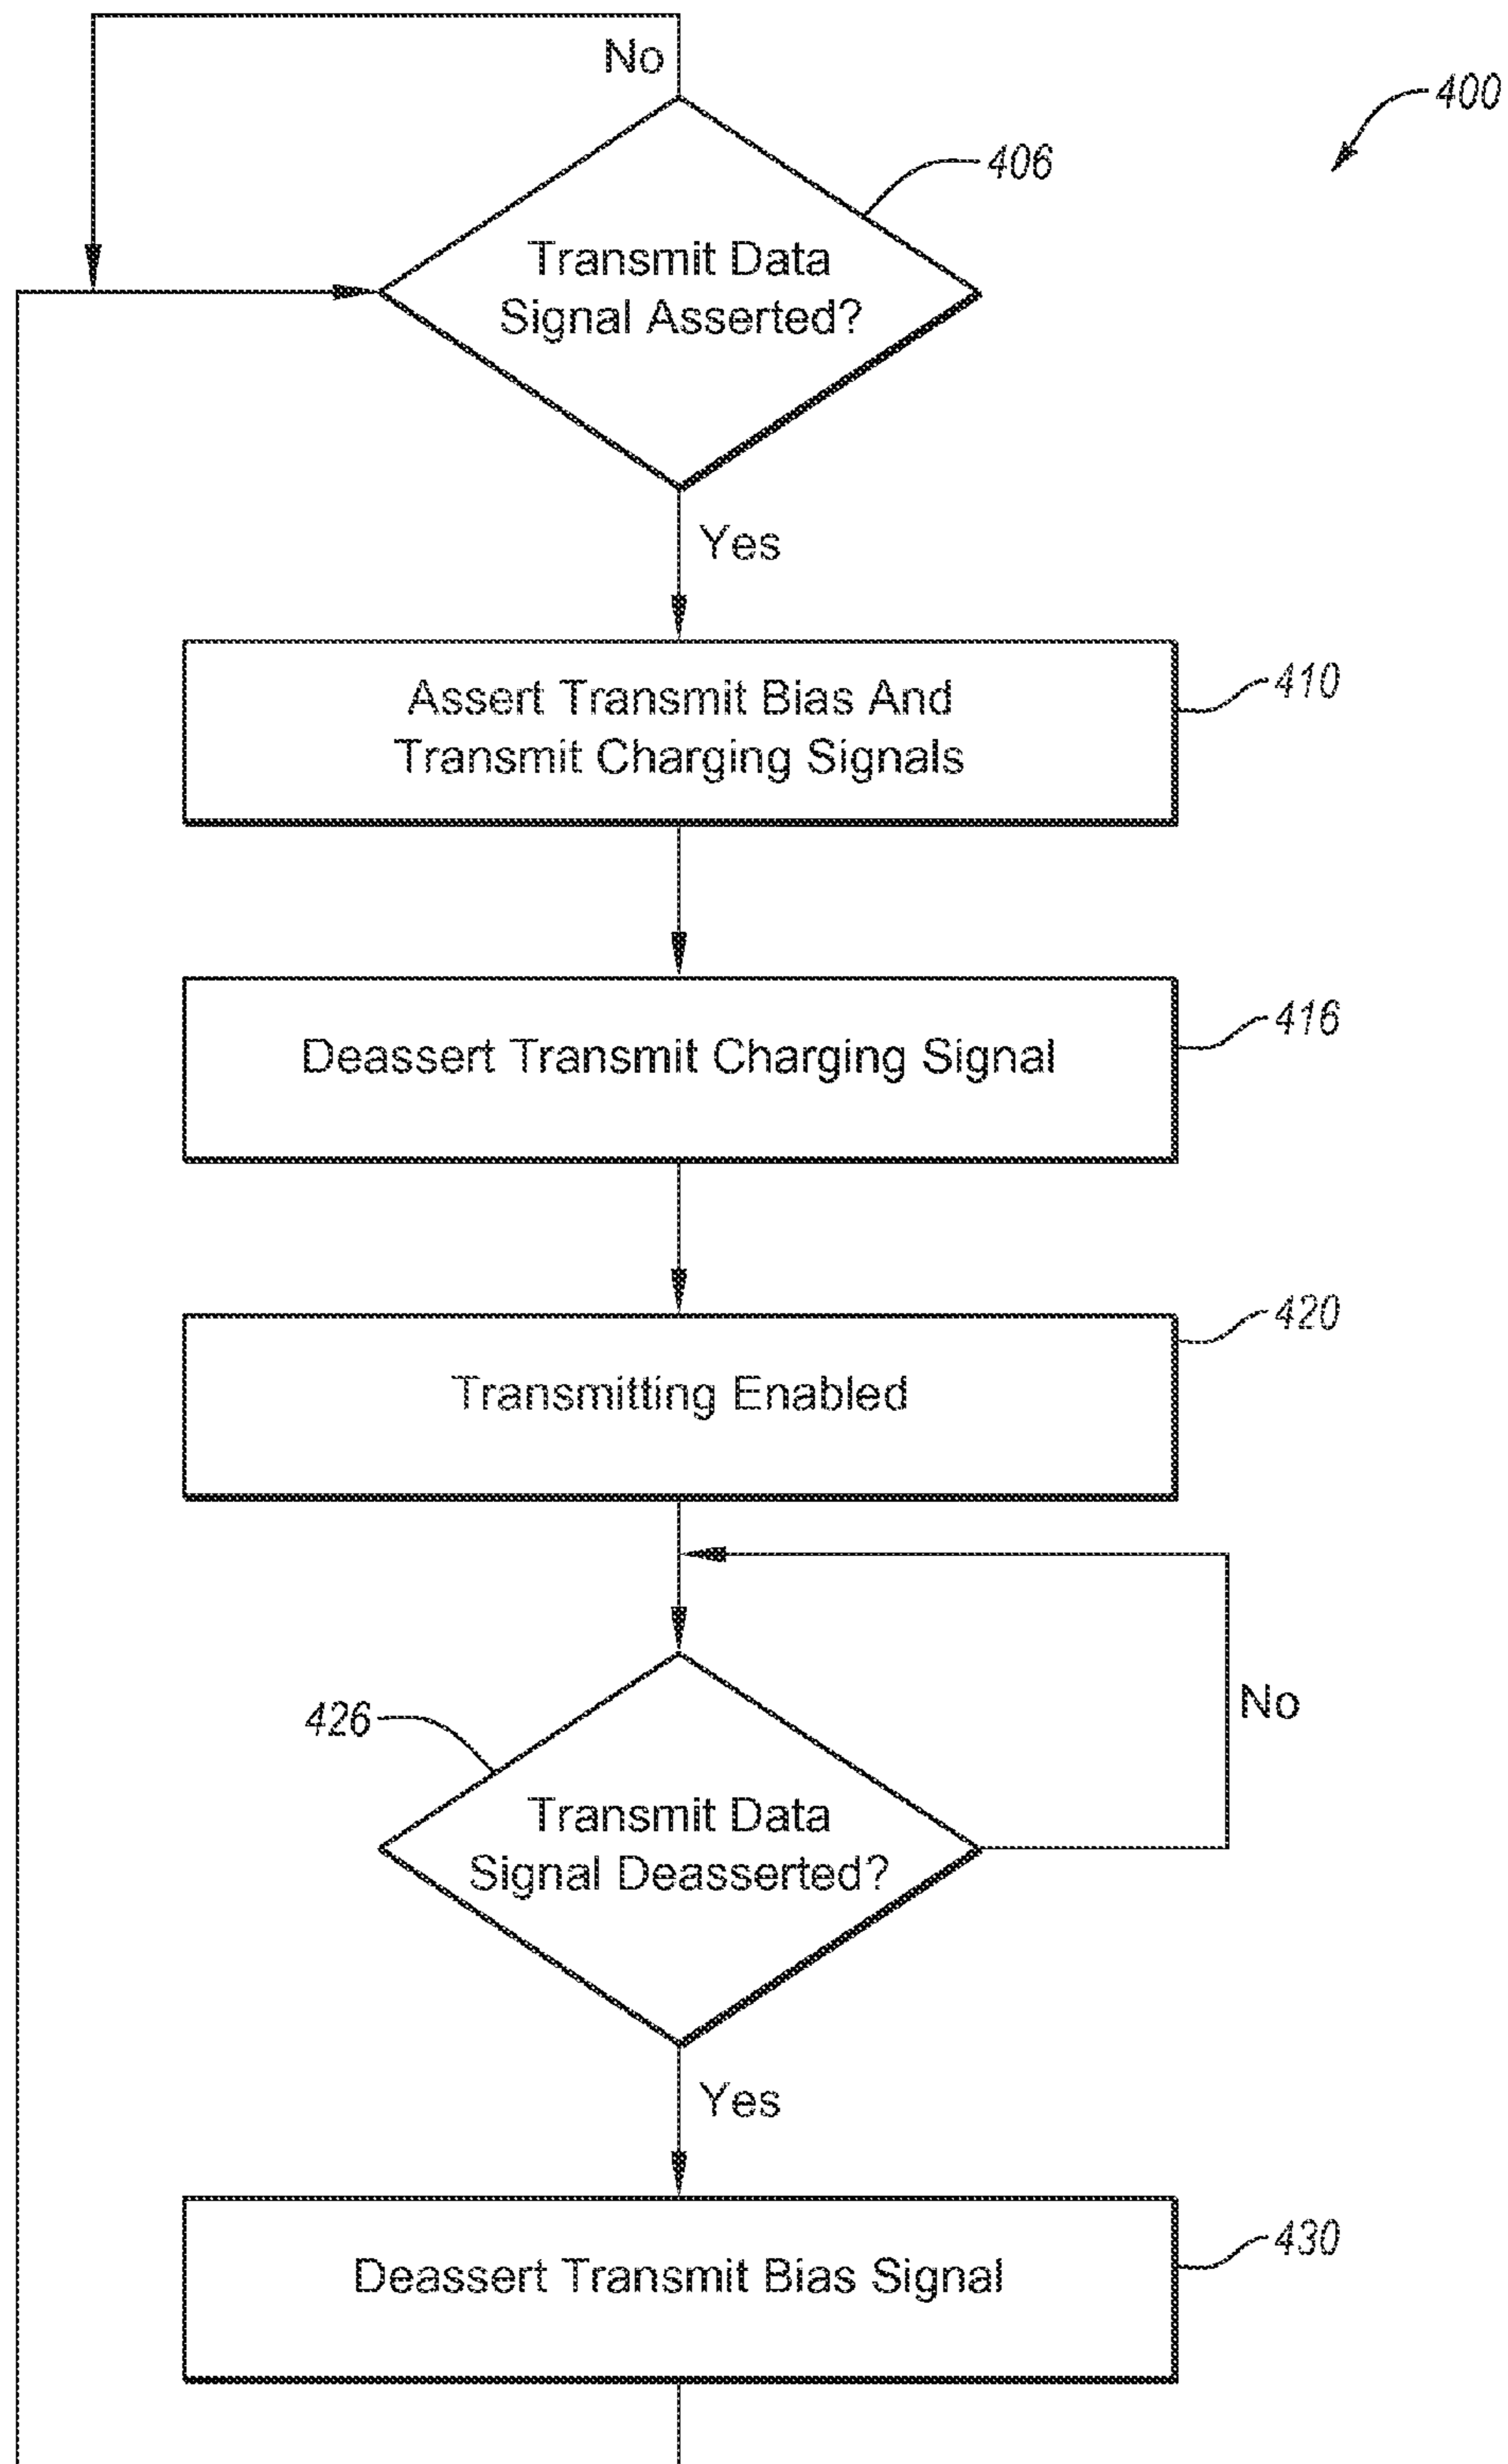 No
400
406
Transmit Data
Signal Asserted?
Yes
Assert Transmit Bias And
Transmit Charging Signals
410
Deassert Transmit Charging Signal
416
Transmitting Enabled
420
426
No
Transmit Data
Signal Deasserted?
Yes
Deassert Transmit Bias Signal
430